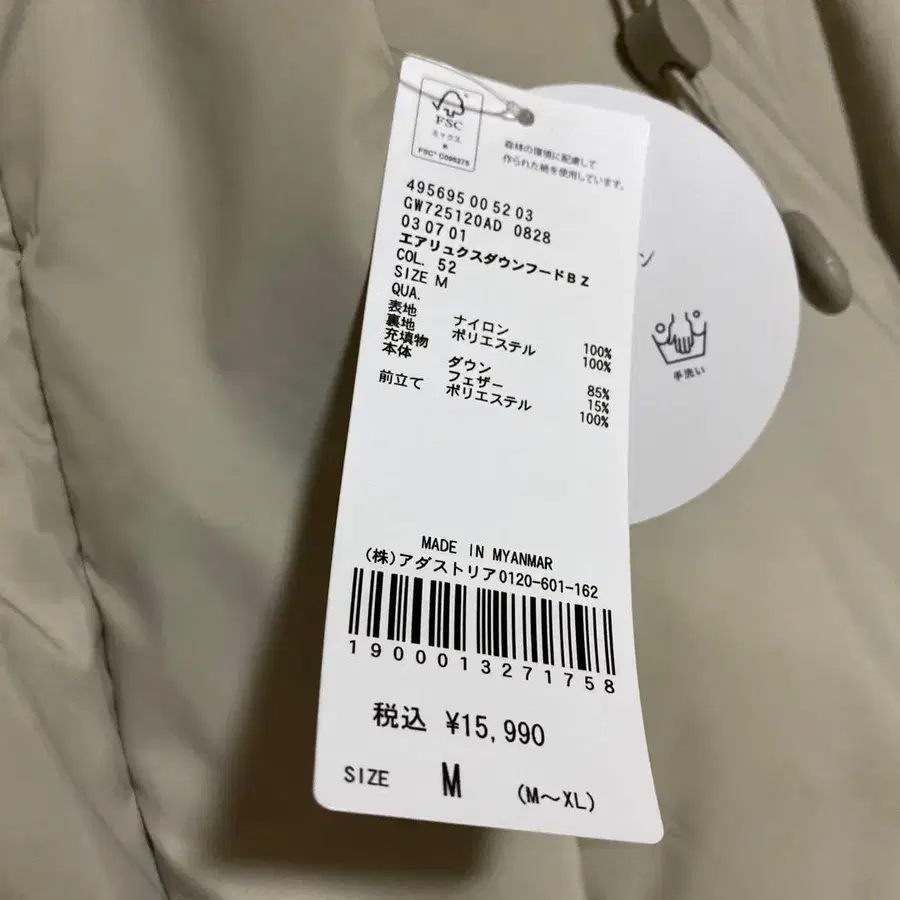 FSC
ミックス
紙
FSC® C095275
森林の環境に配慮して
作られた紙を使用しています。
495695 00 52 03
GW725120AD 0828
03 07 01
エアリュクスダウンフードBZ
COL. 52
SIZE M
QUA.
表地 ナイロン 100%
裏地 ポリエステル 100%
充填物
本体 ダウン 85%
フェザー 15%
前立て ポリエステル 100%
MADE IN MYANMAR
(株)アダストリア0120-601-162
1900013271758
税込 ¥15,990
SIZE M (M〜XL)
ン
手洗い